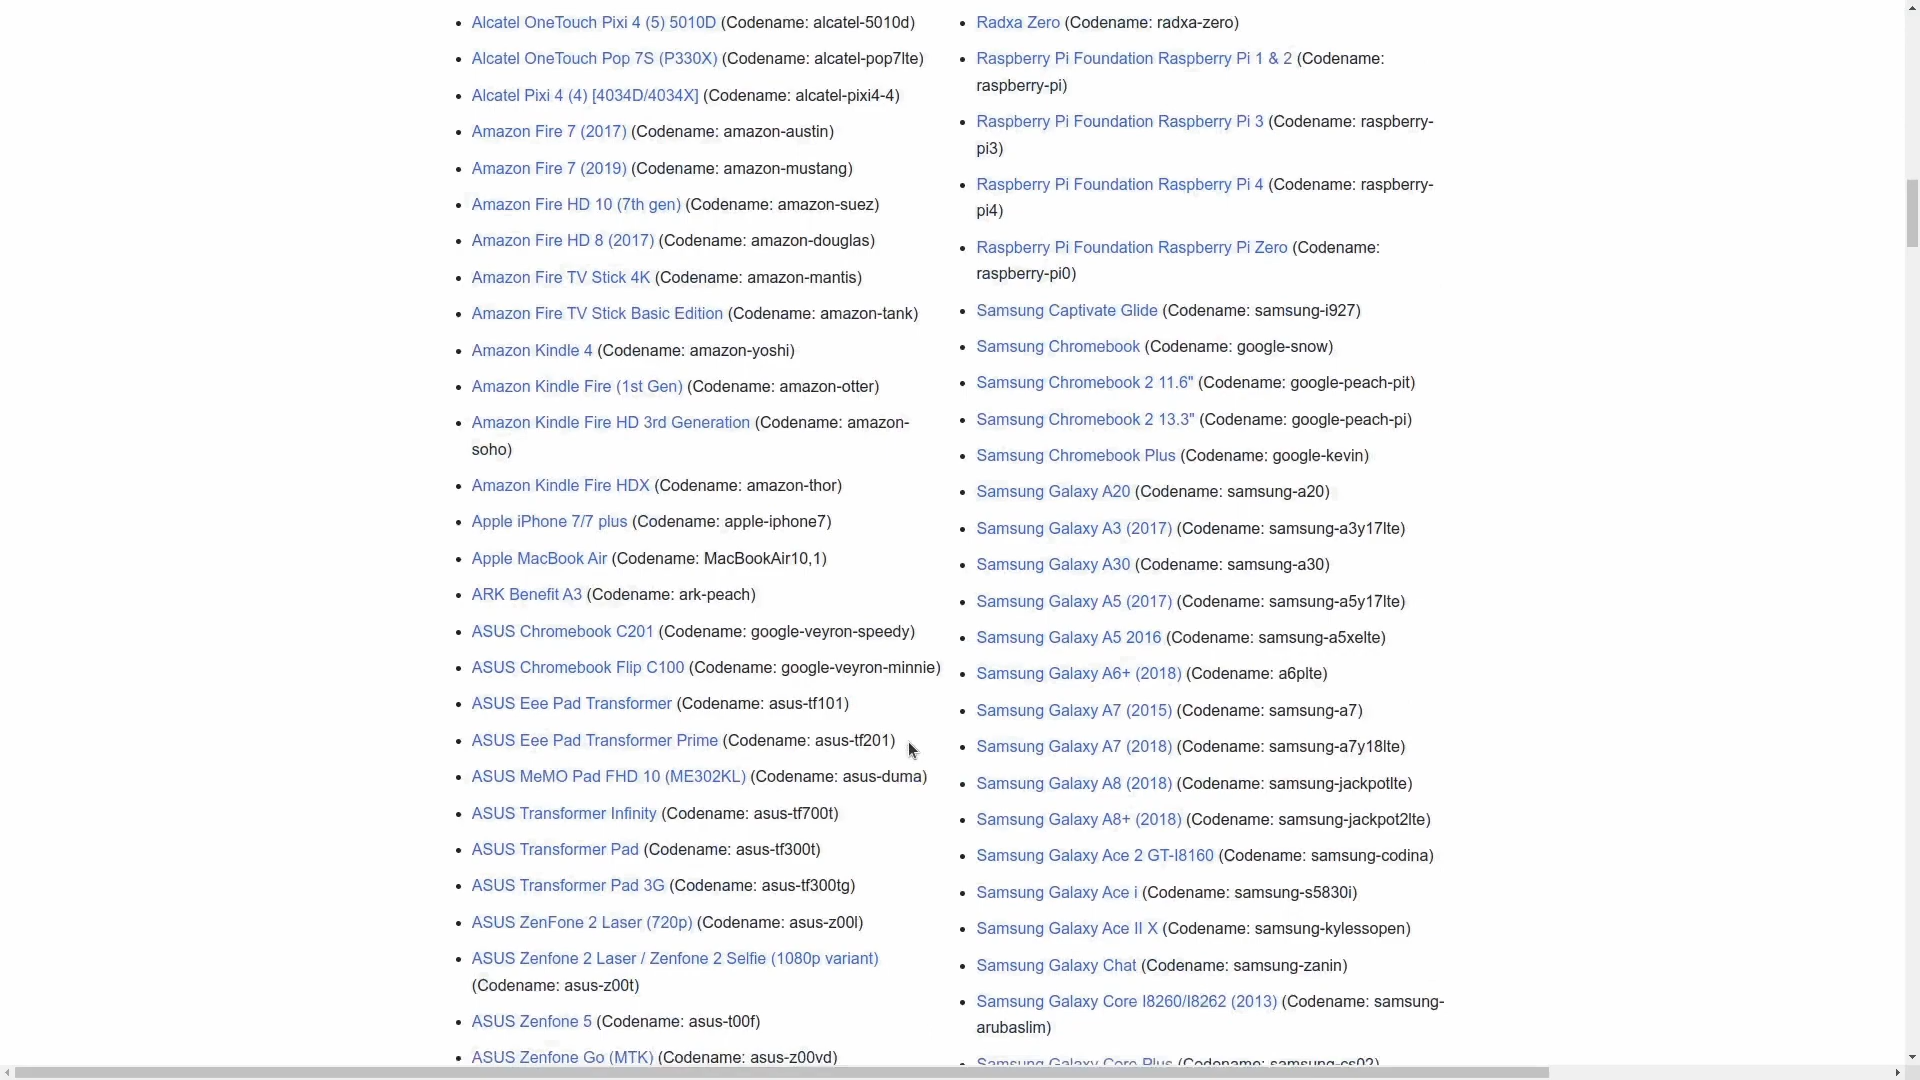 Alcatel OneTouch Pixi 4 (5) 5010D (Codename: alcatel-5010d)
Alcatel OneTouch Pop 7S (P330X) (Codename: alcatel-pop7lte)
Alcatel Pixi 4 (4) [4034D/4034X] (Codename: alcatel-pixi4-4)
Amazon Fire 7 (2017) (Codename: amazon-austin)
Amazon Fire 7 (2019) (Codename: amazon-mustang)
Amazon Fire HD 10 (7th gen) (Codename: amazon-suez)
Amazon Fire HD 8 (2017) (Codename: amazon-douglas)
Amazon Fire TV Stick 4K (Codename: amazon-mantis)
Amazon Fire TV Stick Basic Edition (Codename: amazon-tank)
Amazon Kindle 4 (Codename: amazon-yoshi)
Amazon Kindle Fire (1st Gen) (Codename: amazon-otter)
Amazon Kindle Fire HD 3rd Generation (Codename: amazon-
soho)
Amazon Kindle Fire HDX (Codename: amazon-thor)
Apple iPhone 7/7 plus (Codename: apple-iphone7)
Apple MacBook Air (Codename: MacBookAir10,1)
ARK Benefit A3 (Codename: ark-peach)
ASUS Chromebook C201 (Codename: google-veyron-speedy)
ASUS Chromebook Flip C100 (Codename: google-veyron-minnie)
ASUS Eee Pad Transformer (Codename: asus-tf101)
ASUS Eee Pad Transformer Prime (Codename: asus-tf201)
ASUS MeMO Pad FHD 10 (ME302KL) (Codename: asus-duma)
ASUS Transformer Infinity (Codename: asus-tf700t)
ASUS Transformer Pad (Codename: asus-tf300t)
ASUS Transformer Pad 3G (Codename: asus-tf300tg)
ASUS ZenFone 2 Laser (720p) (Codename: asus-z00l)
ASUS Zenfone 2 Laser / Zenfone 2 Selfie (1080p variant)
(Codename: asus-z00t)
ASUS Zenfone 5 (Codename: asus-t00f)
ASUS Zenfone Go (MTK) (Codename: asus-z00vd)
Radxa Zero (Codename: radxa-zero)
Raspberry Pi Foundation Raspberry Pi 1 & 2 (Codename:
raspberry-pi)
Raspberry Pi Foundation Raspberry Pi 3 (Codename: raspberry-
pi3)
Raspberry Pi Foundation Raspberry Pi 4 (Codename: raspberry-
pi4)
Raspberry Pi Foundation Raspberry Pi Zero (Codename:
raspberry-pi0)
Samsung Captivate Glide (Codename: samsung-i927)
Samsung Chromebook (Codename: google-snow)
Samsung Chromebook 2 11.6" (Codename: google-peach-pit)
Samsung Chromebook 2 13.3" (Codename: google-peach-pi)
Samsung Chromebook Plus (Codename: google-kevin)
Samsung Galaxy A20 (Codename: samsung-a20)
Samsung Galaxy A3 (2017) (Codename: samsung-a3y17lte)
Samsung Galaxy A30 (Codename: samsung-a30)
Samsung Galaxy A5 (2017) (Codename: samsung-a5y17lte)
Samsung Galaxy A5 2016 (Codename: samsung-a5xelte)
Samsung Galaxy A6+ (2018) (Codename: a6plte)
Samsung Galaxy A7 (2015) (Codename: samsung-a7)
Samsung Galaxy A7 (2018) (Codename: samsung-a7y18lte)
Samsung Galaxy A8 (2018) (Codename: samsung-jackpotlte)
Samsung Galaxy A8+ (2018) (Codename: samsung-jackpot2lte)
Samsung Galaxy Ace 2 GT-I8160 (Codename: samsung-codina)
Samsung Galaxy Ace i (Codename: samsung-s5830i)
Samsung Galaxy Ace II X (Codename: samsung-kylessopen)
Samsung Galaxy Chat (Codename: samsung-zanin)
Samsung Galaxy Core I8260/I8262 (2013) (Codename: samsung-
arubaslim)
Samsung Galaxy Core Plus (Codename: samsung-cs02)